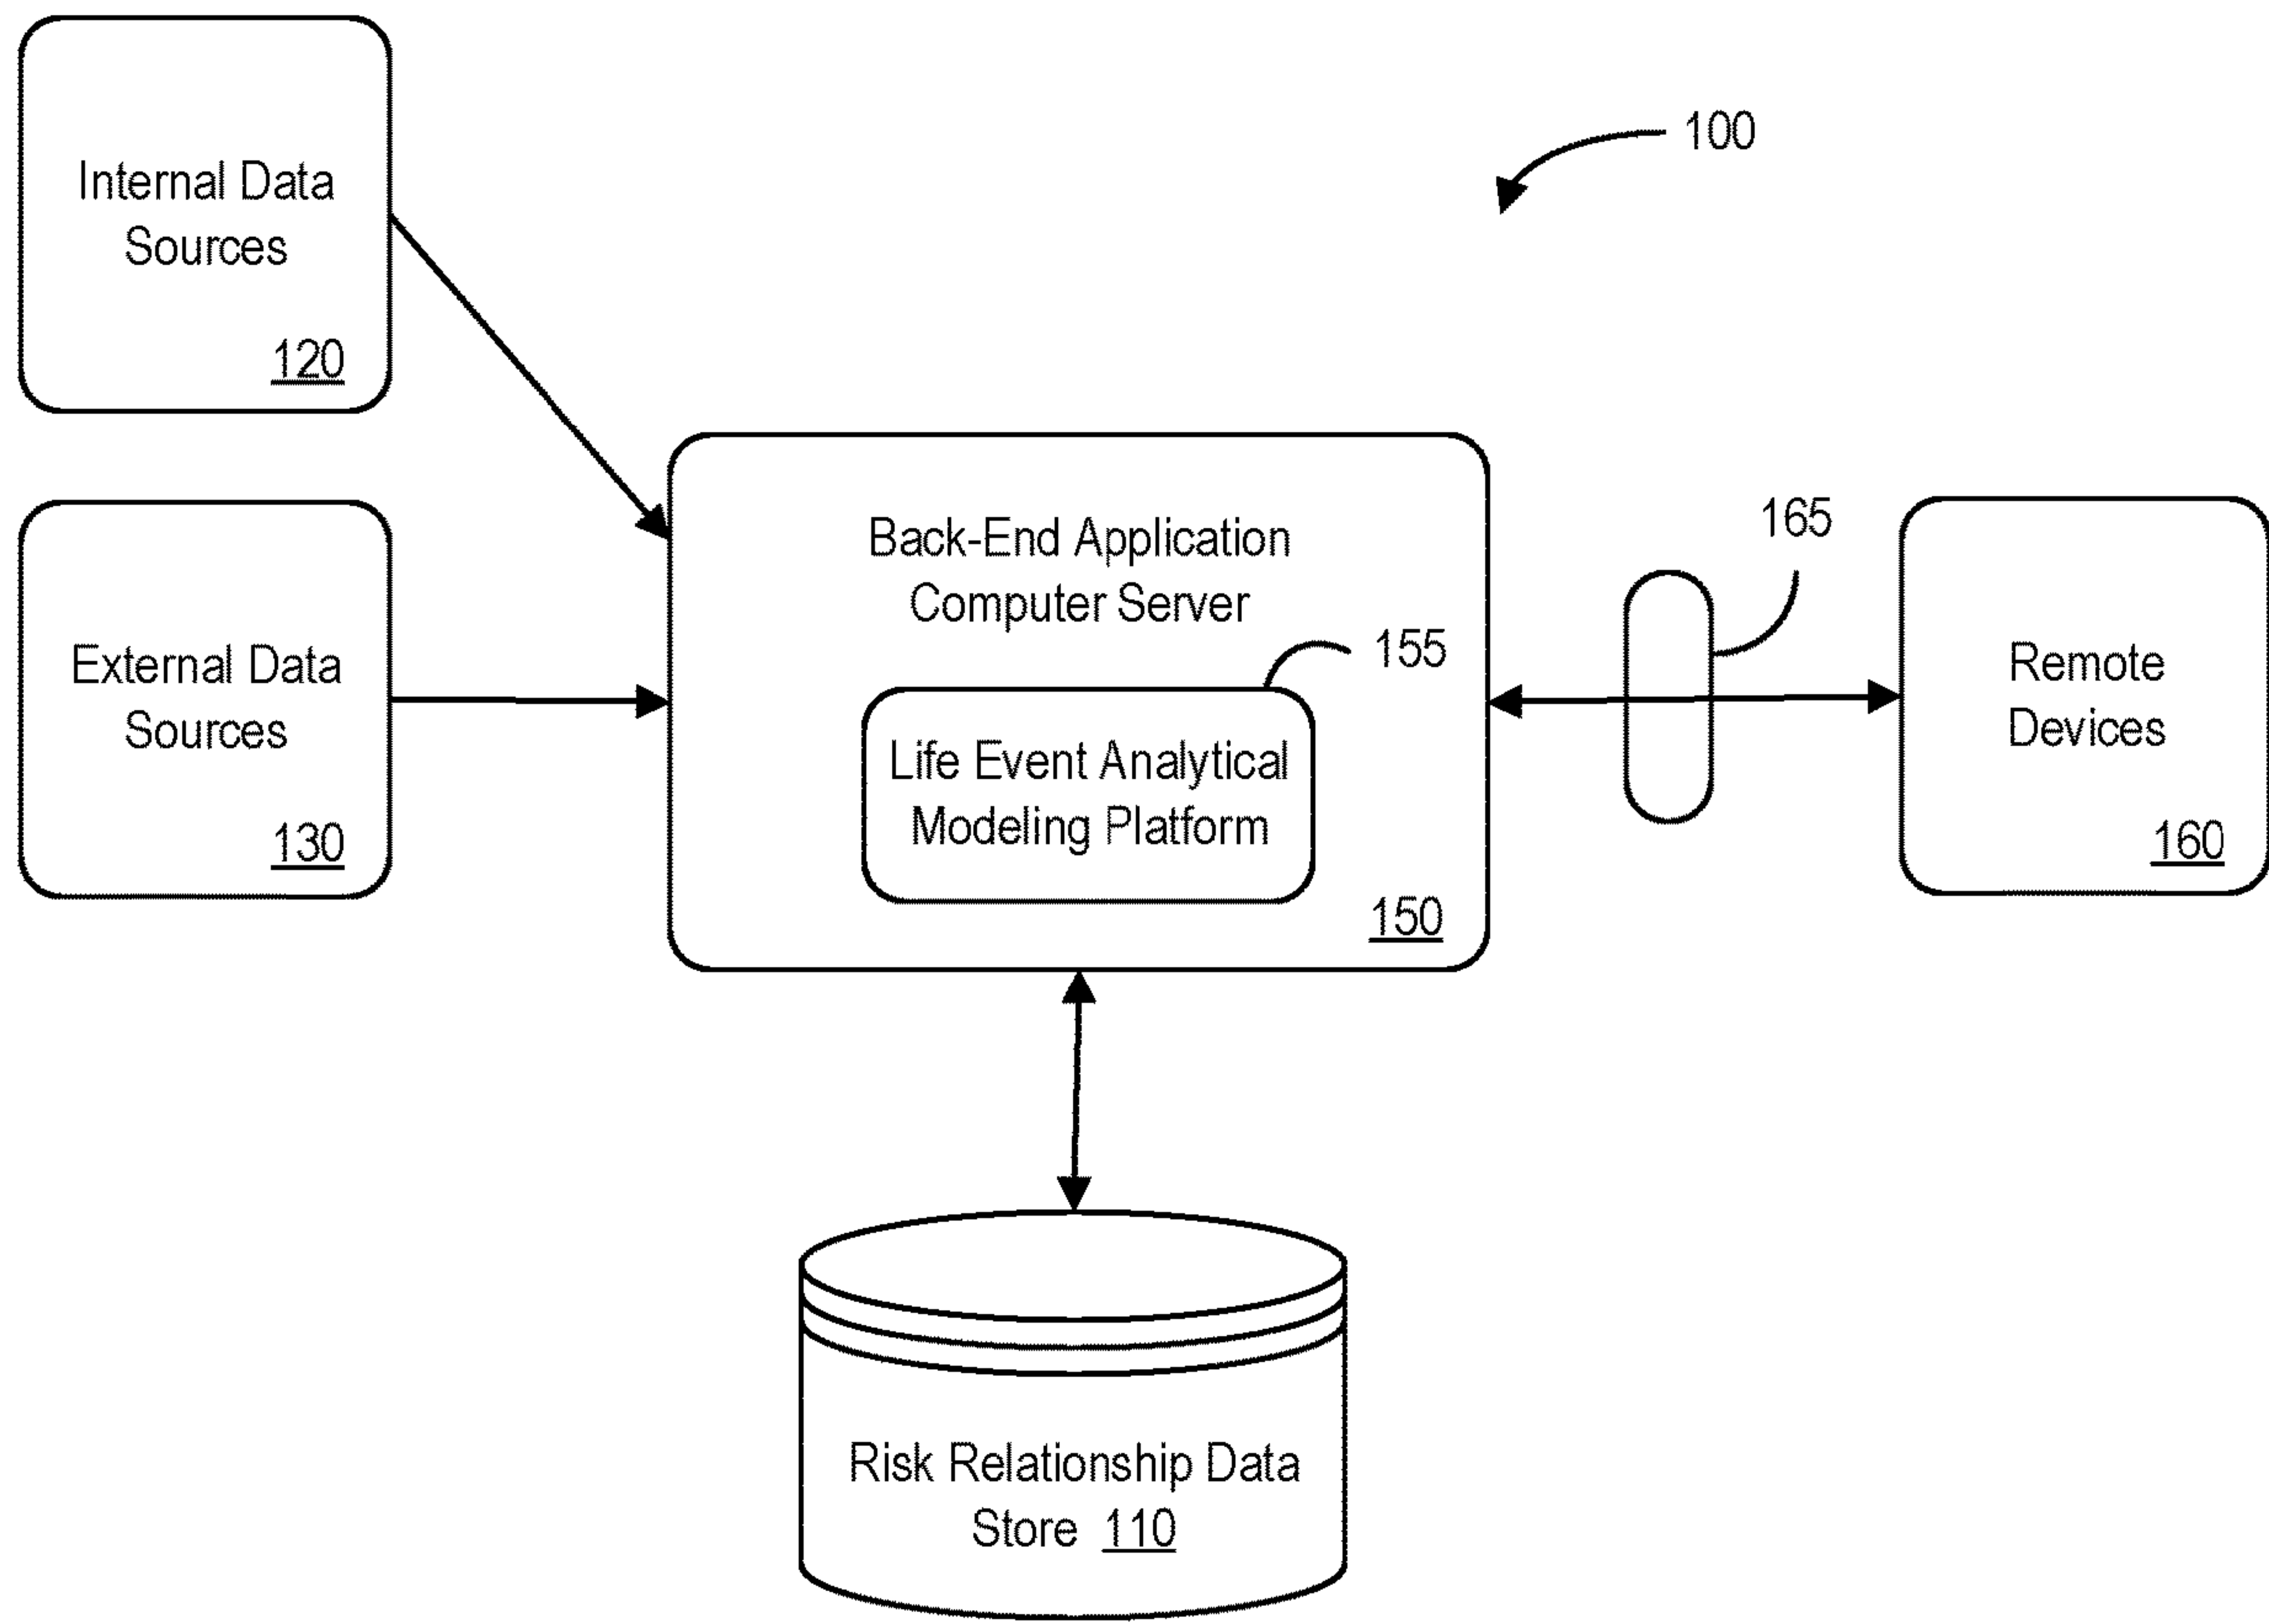 Internal Data
Sources
120
100
External Data
Sources
130
Back-End Application
Computer Server
155
Life Event Analytical
Modeling Platform
150
165
Remote
Devices
160
Risk Relationship Data
Store 110